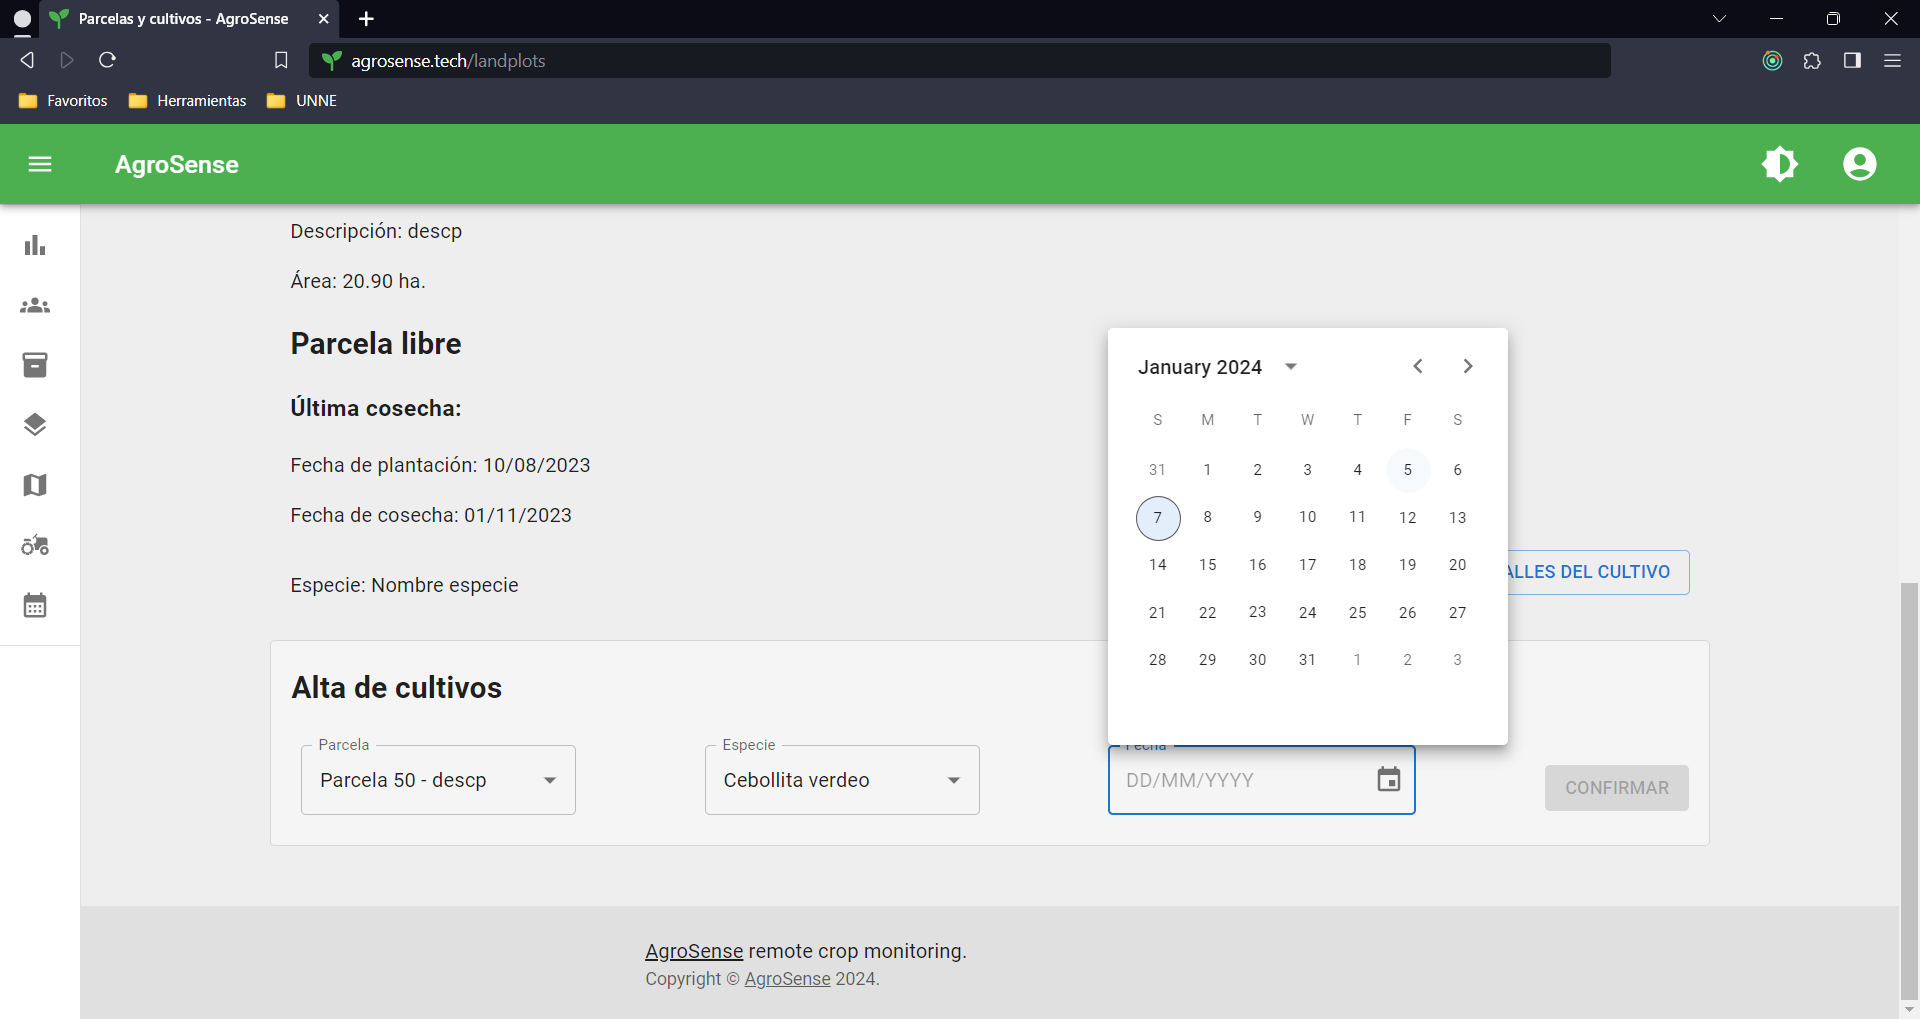 Parcelas y cultivos - AgroSense
agrosense.tech/landplots
Favoritos Herramientas UNNE
AgroSense
Descripción: descp
Área: 20.90 ha.
Parcela libre
Última cosecha:
Fecha de plantación: 10/08/2023
Fecha de cosecha: 01/11/2023
Especie: Nombre especie
ALLES DEL CULTIVO
January 2024
S M T W T F S
31 1 2 3 4 5 6
7 8 9 10 11 12 13
14 15 16 17 18 19 20
21 22 23 24 25 26 27
28 29 30 31 1 2 3
Alta de cultivos
Parcela
Parcela 50 - descp
Especie
Cebollita verdeo
Fecha
DD/MM/YYYY
CONFIRMAR
AgroSense remote crop monitoring.
Copyright © AgroSense 2024.